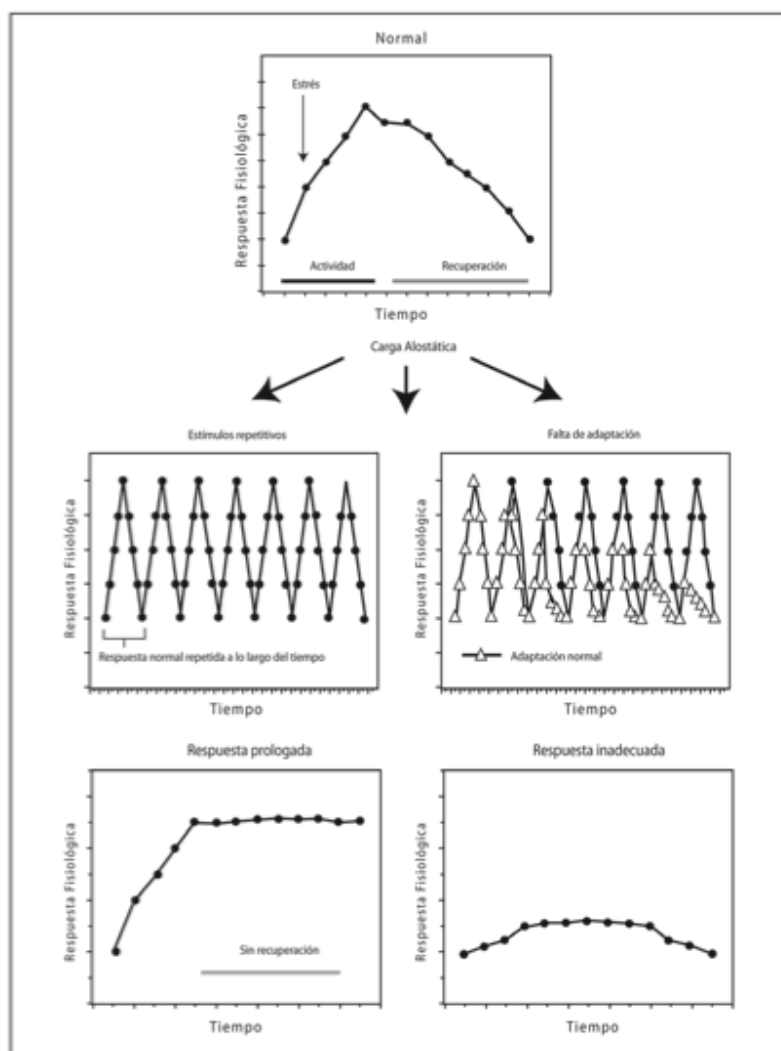 Normal
Estrés
Respuesta Fisiológica
Actividad
Recuperación
Tiempo
Carga Alostática
Estímulos repetitivos
Respuesta Fisiológica
Respuesta normal repetida a lo largo del tiempo
Tiempo
Falta de adaptación
Respuesta Fisiológica
Adaptación normal
Tiempo
Respuesta prologada
Respuesta Fisiológica
Sin recuperación
Tiempo
Respuesta inadecuada
Respuesta Fisiológica
Tiempo